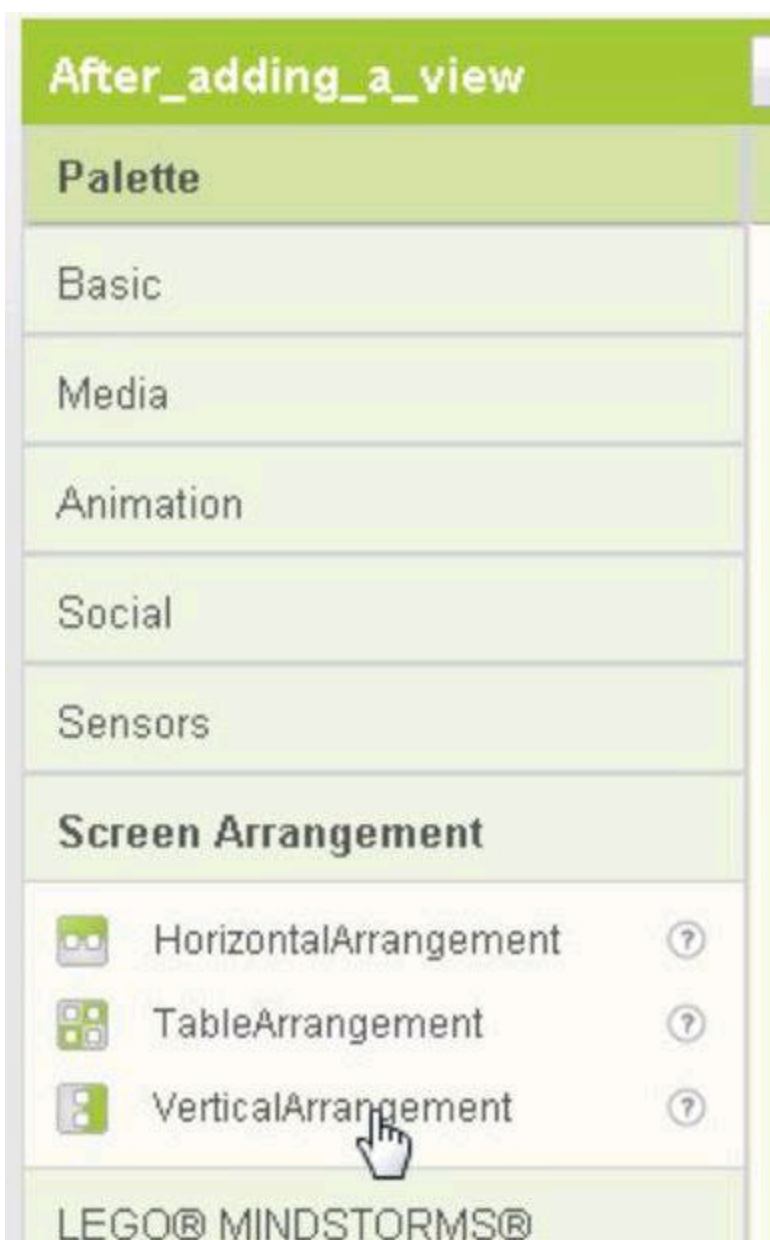 After_adding_a_view
Palette
Basic
Media
Animation
Social
Sensors
Screen Arrangement
HorizontalArrangement ?
TableArrangement ?
VerticalArrangement ?
LEGO® MINDSTORMS®